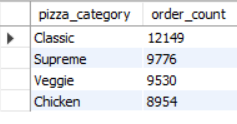 pizza_category order_count
Classic 12149
Supreme 9776
Veggie 9530
Chicken 8954